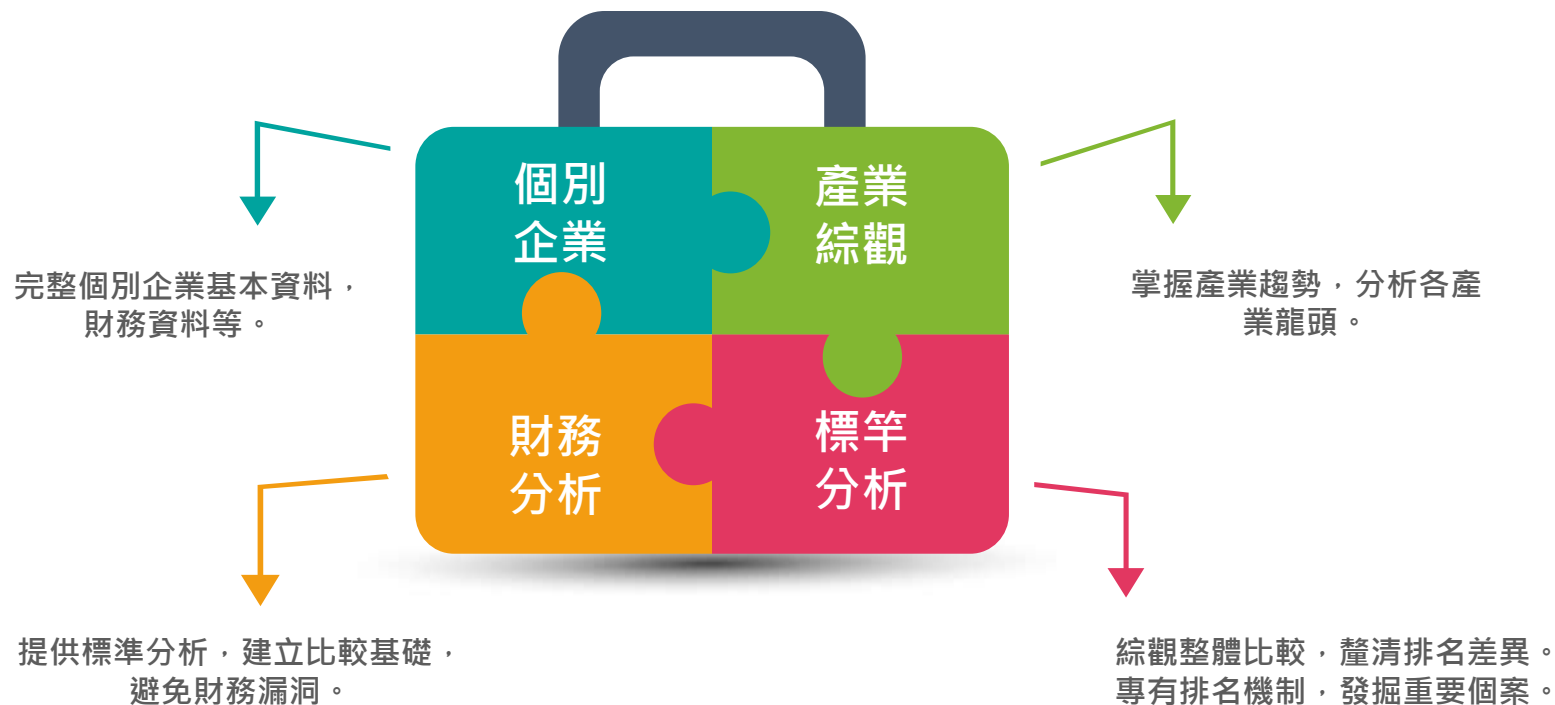 個別
企業
產業
綜觀
完整個別企業基本資料，
財務資料等。
掌握產業趨勢，分析各產
業龍頭。
財務
分析
標竿
分析
提供標準分析，建立比較基礎，
避免財務漏洞。
綜觀整體比較，釐清排名差異。
專有排名機制，發掘重要個案。